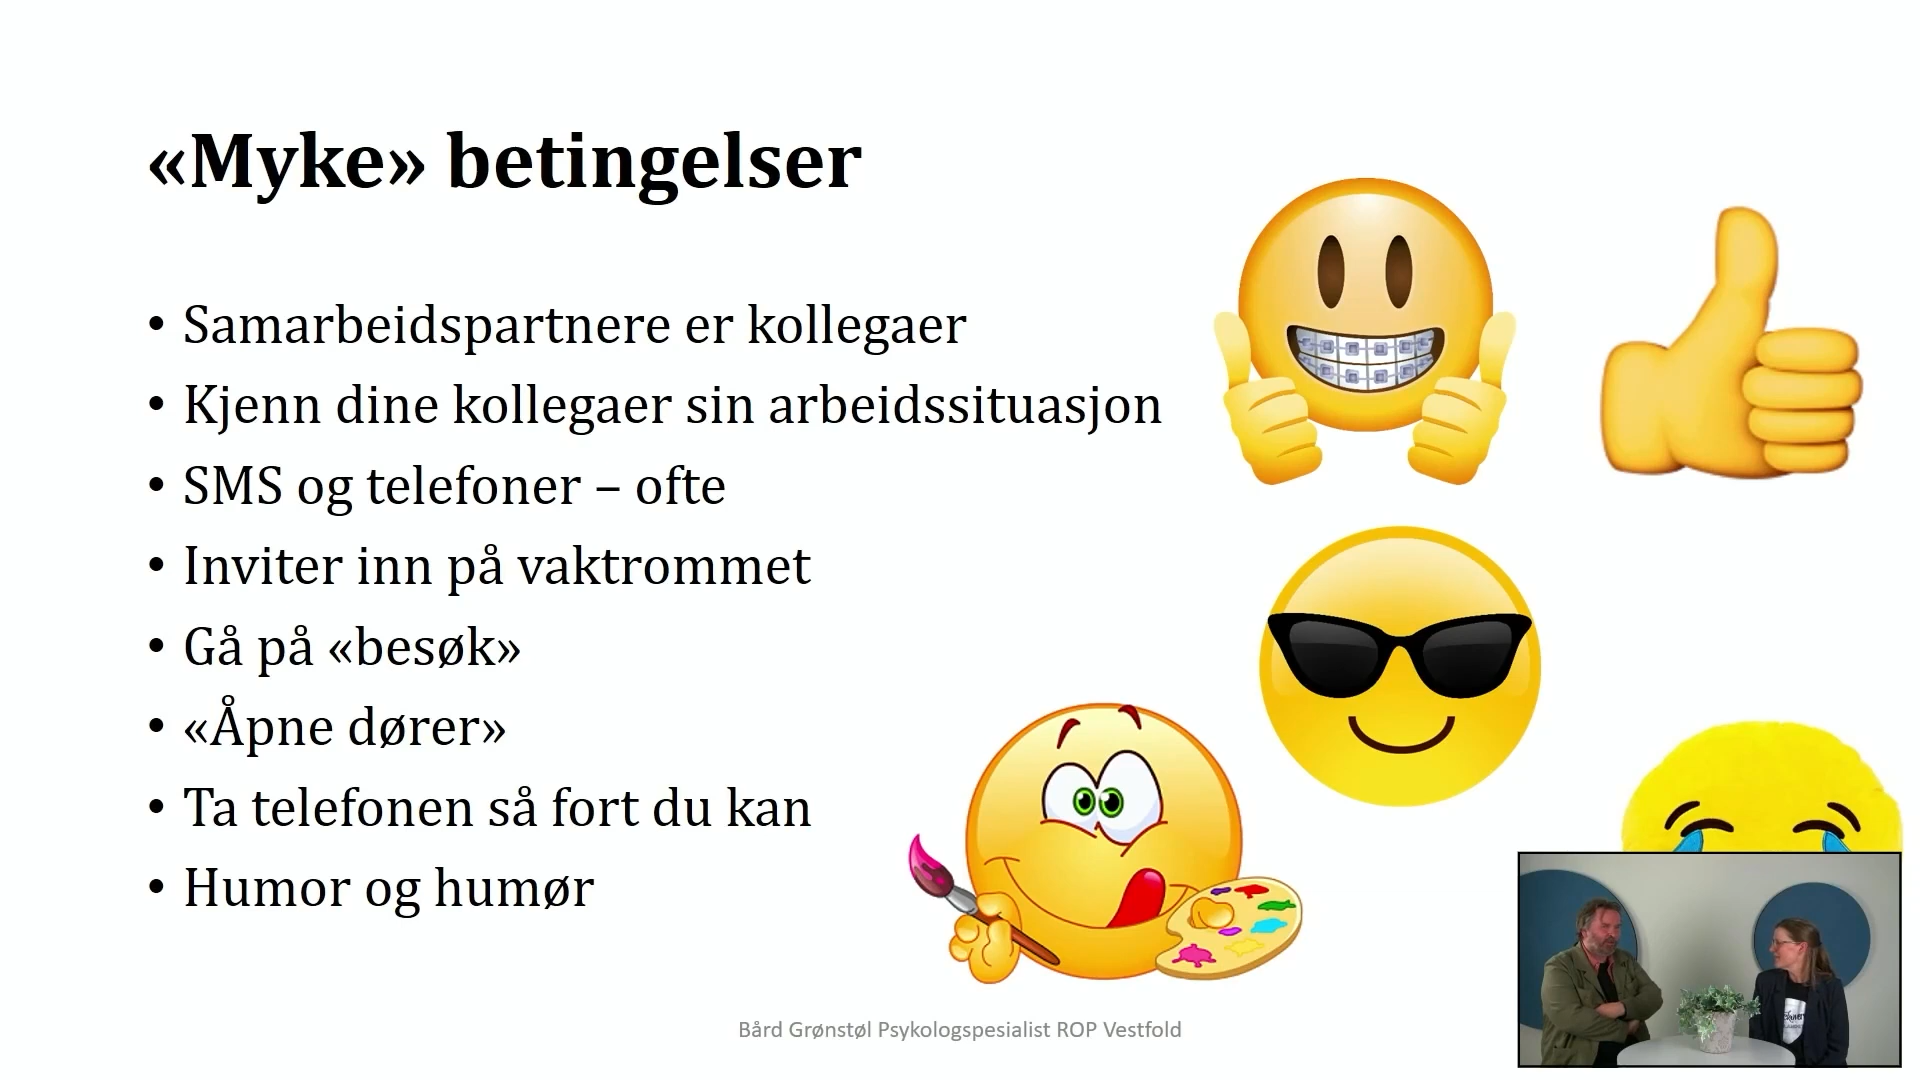 «Myke» betingelser
• Samarbeidspartnere er kollegaer
• Kjenn dine kollegaer sin arbeidssituasjon
• SMS og telefoner – ofte
• Inviter inn på vaktrommet
• Gå på «besøk»
• «Åpne dører»
• Ta telefonen så fort du kan
• Humor og humør
Bård Grønstøl Psykologspesialist ROP Vestfold